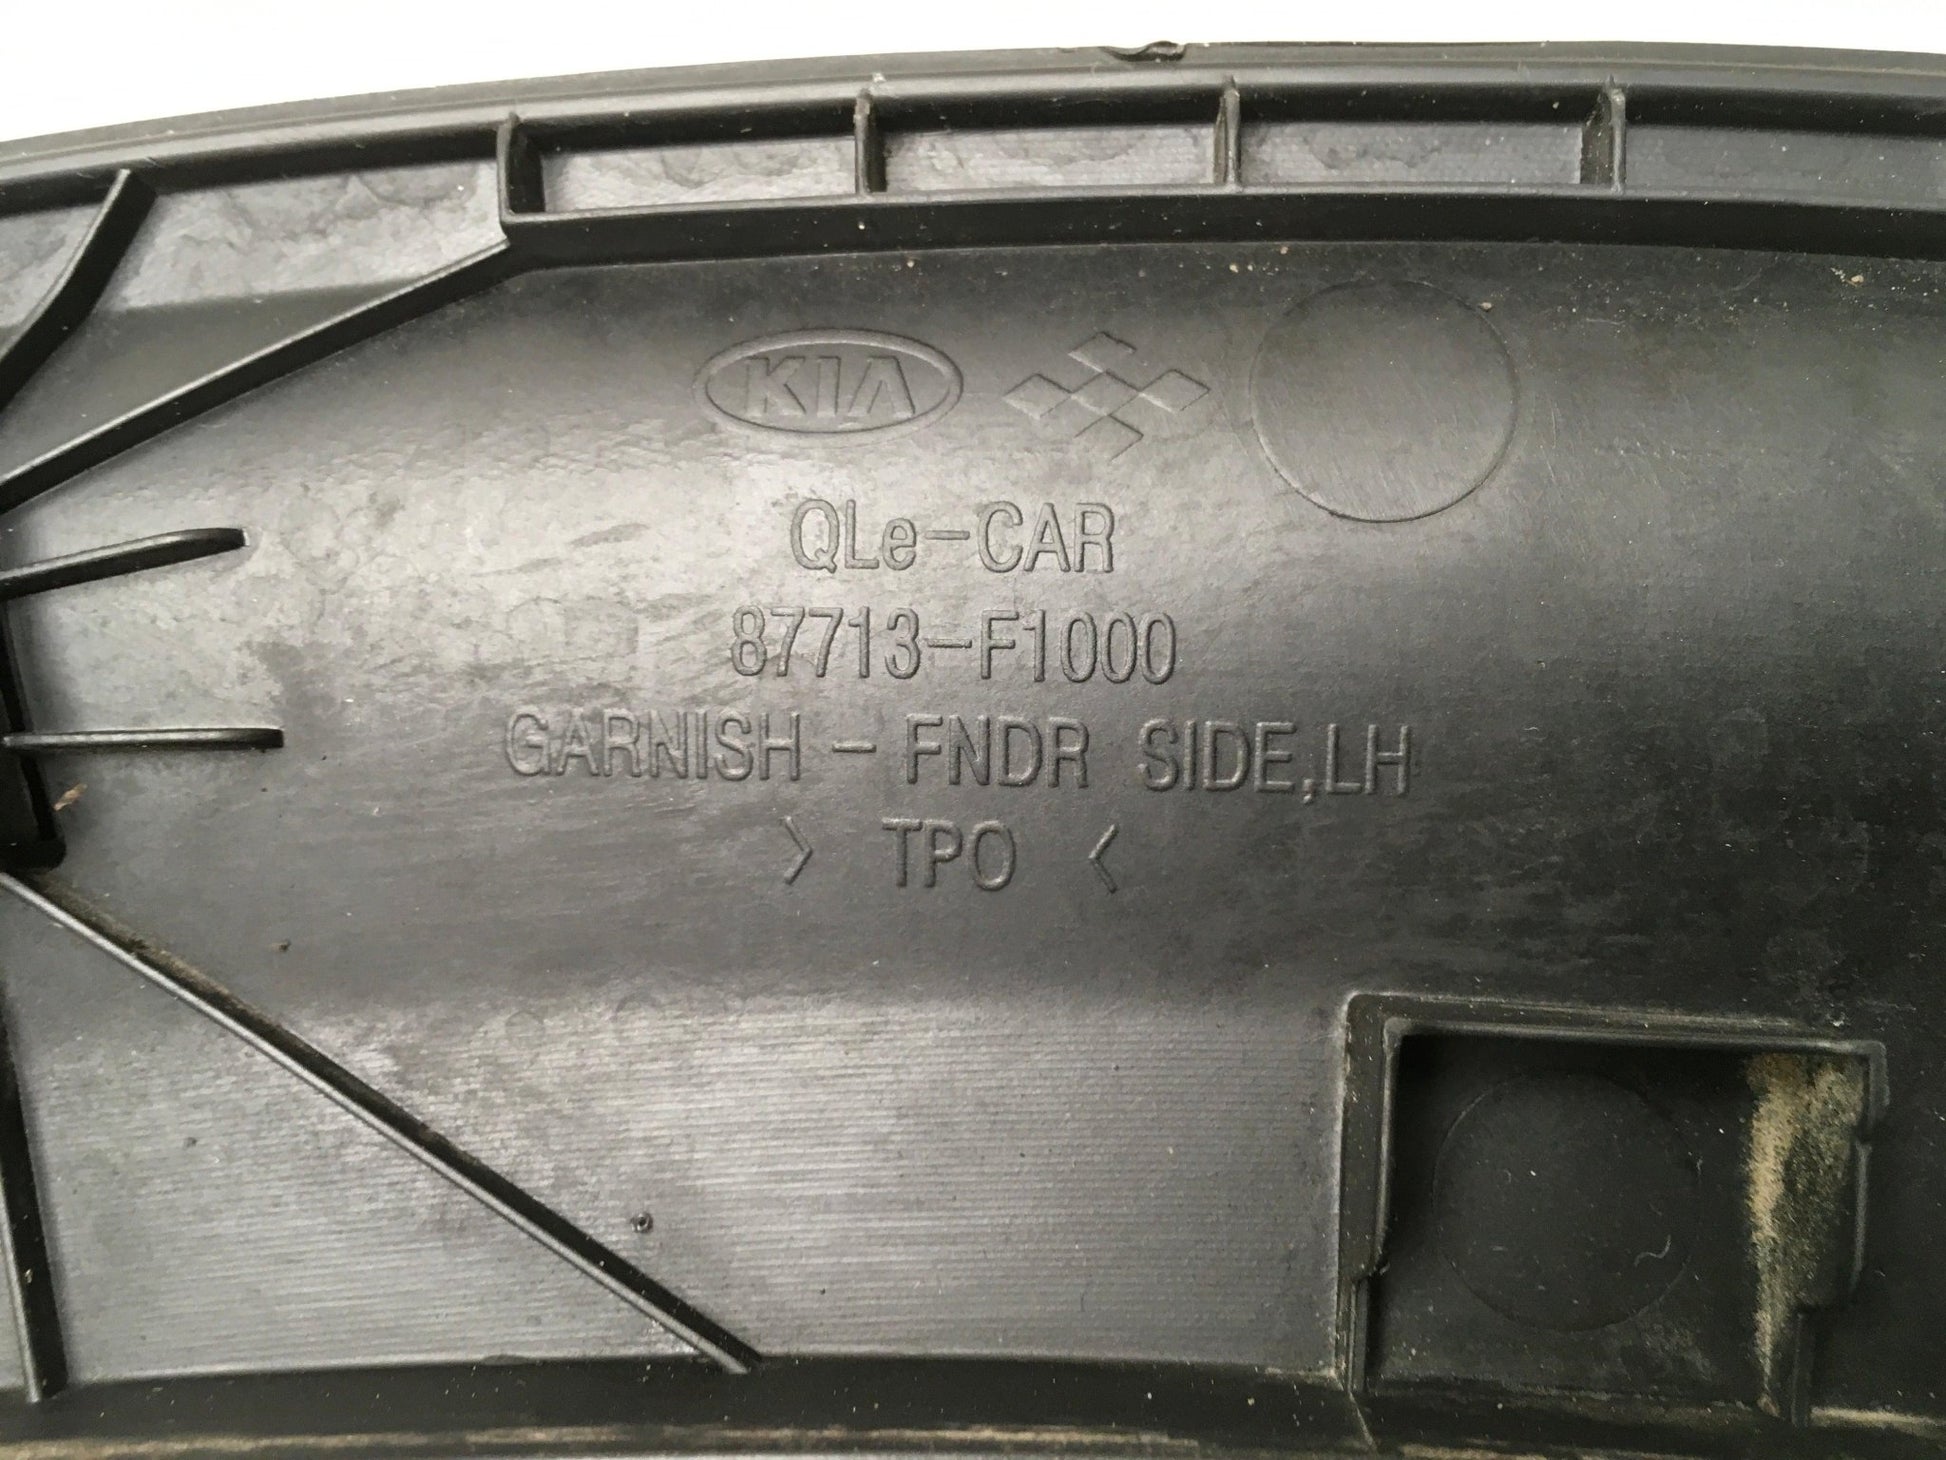 KIA
QLe-CAR
87713-F1000
GARNISH - FNDR SIDE,LH
> TPO <